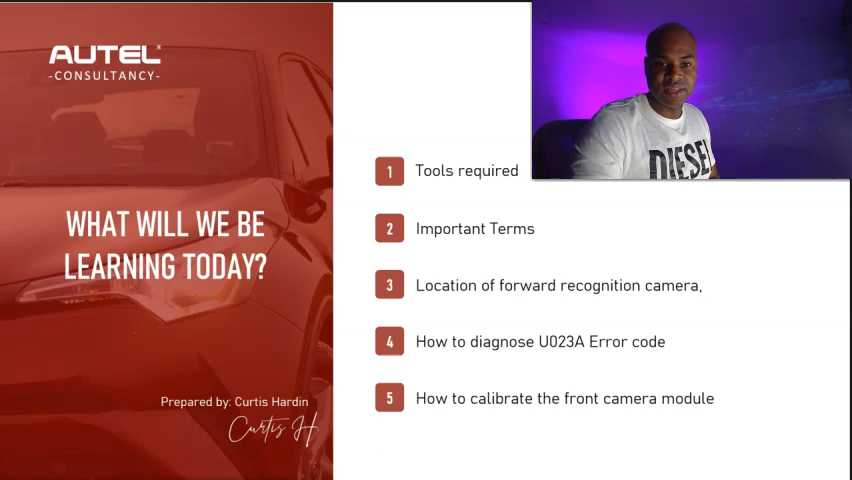 AUTEL
-CONSULTANCY-
WHAT WILL WE BE
LEARNING TODAY?
Prepared by: Curtis Hardin
Curtis H
1 Tools required
2 Important Terms
3 Location of forward recognition camera,
4 How to diagnose U023A Error code
5 How to calibrate the front camera module
DIESEL